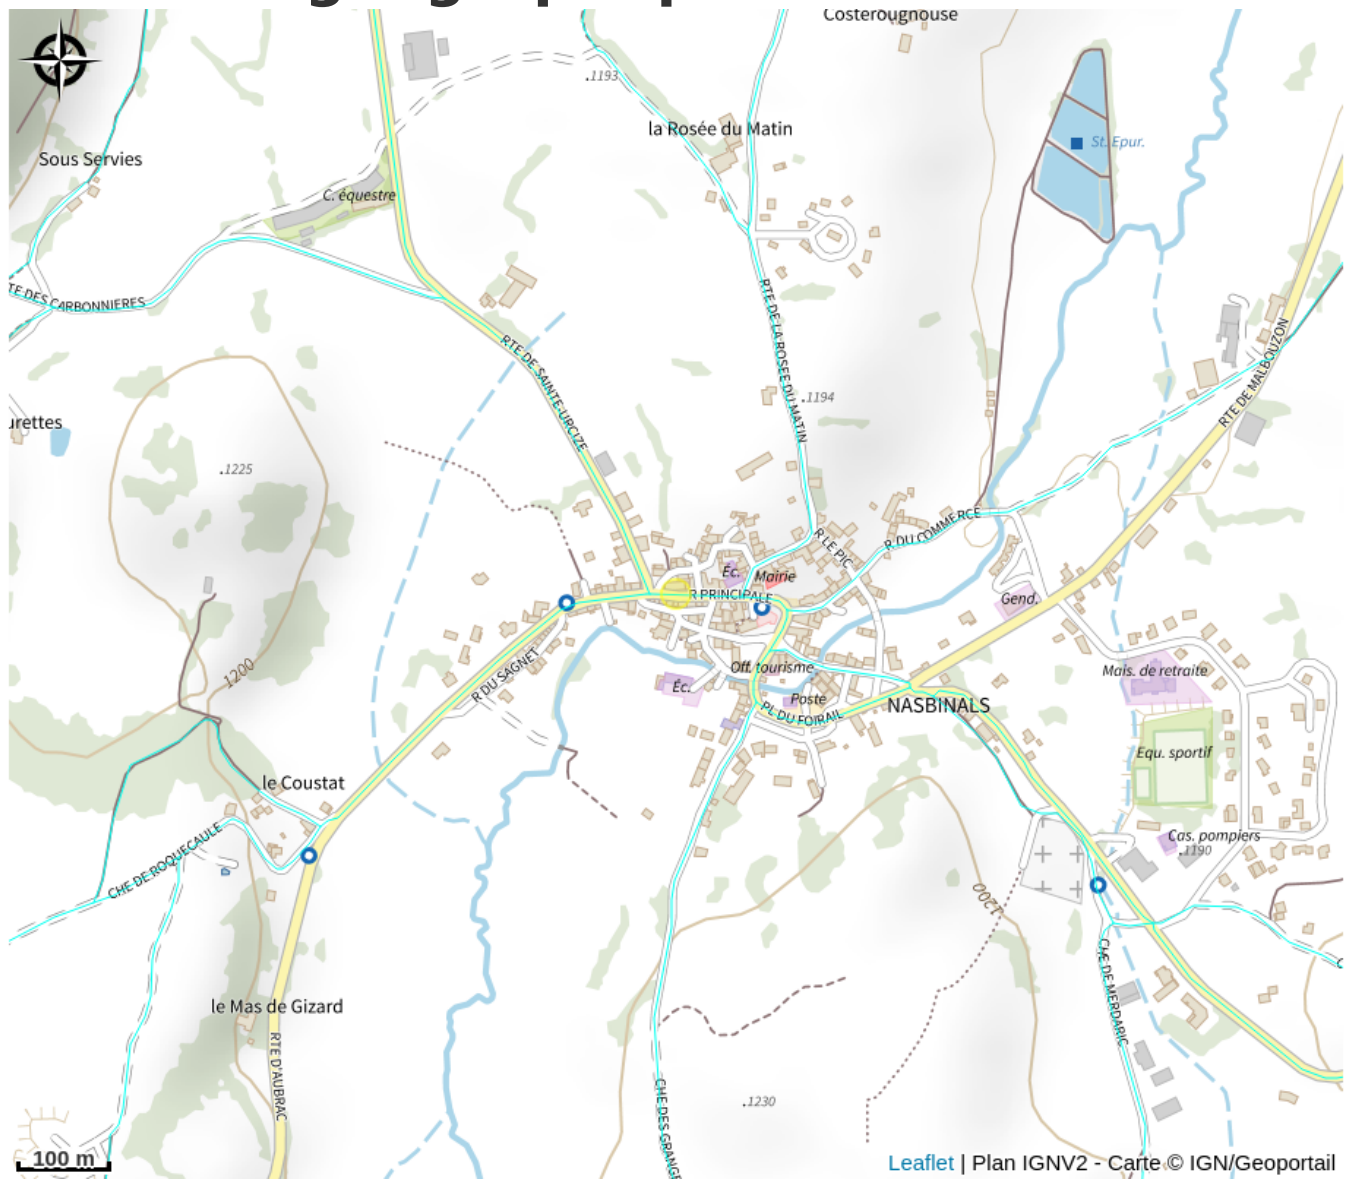 Costerougnouse
.1193
la Rosée du Matin
St. Epur.
Sous Servies
C. équestre
TE DES CARBONNIERES
RTE DE LA ROSEE DU MATIN
RTE DE SAINTE-URCIZE
RTE DE MALBOUZON
.1194
urettes
.1225
R DU COMMERCE
R LE PIC
Éc.
Mairie
R PRINCIPALE
Gend.
R DU SAGNET
Off. tourisme
Mais. de retraite
1200
Éc.
Poste
NASBINALS
PL DU FOIRAIL
Equ. sportif
le Coustat
Cas. pompiers
.1190
CHE DE ROQUECAULE
1200
CHE DE MERDARIC
le Mas de Gizard
RTE D'AUBRAC
CHE DES GRANGE
.1230
100 m
Leaflet | Plan IGNV2 - Carte © IGN/Geoportail